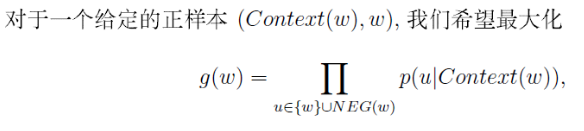 对于一个给定的正样本 (Context(w), w), 我们希望最大化
g(w) = ∏ p(u|Context(w)),
u∈{w}∪NEG(w)